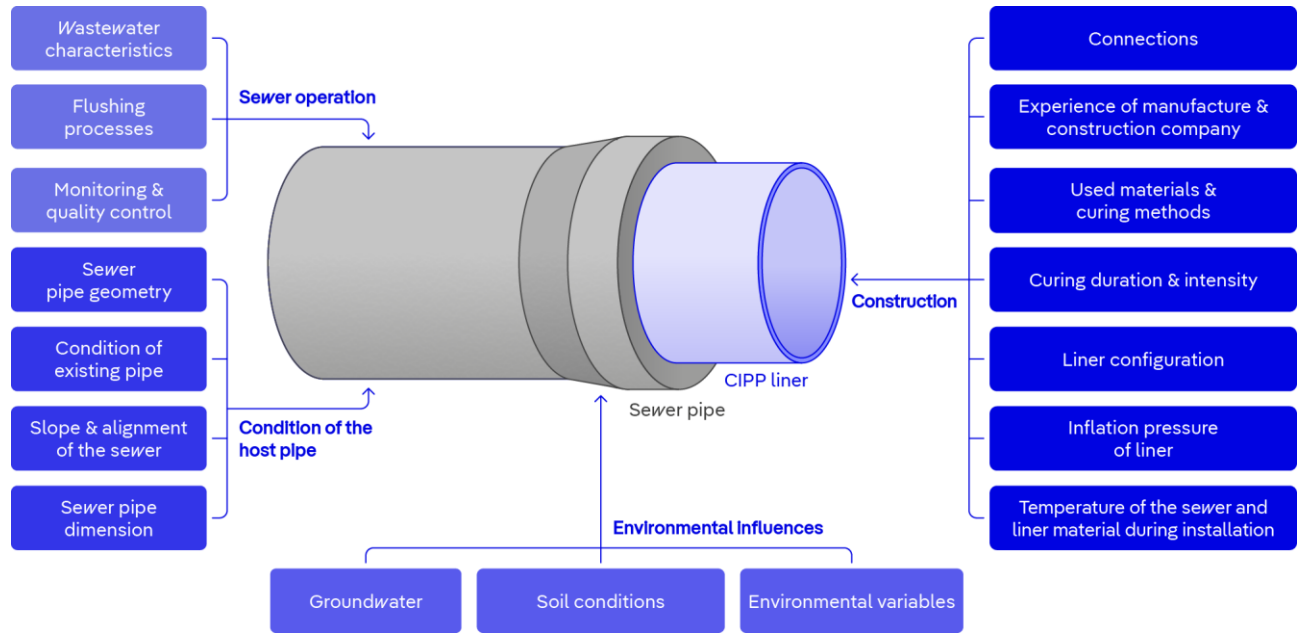 Wastewater
characteristics
Flushing
processes
Monitoring &
quality control
Sewer operation
Sewer
pipe geometry
Condition of
existing pipe
Slope & alignment
of the sewer
Sewer pipe
dimension
Condition of the
host pipe
CIPP liner
Sewer pipe
Construction
Connections
Experience of manufacture &
construction company
Used materials &
curing methods
Curing duration & intensity
Liner configuration
Inflation pressure
of liner
Temperature of the sewer and
liner material during installation
Environmental influences
Groundwater
Soil conditions
Environmental variables